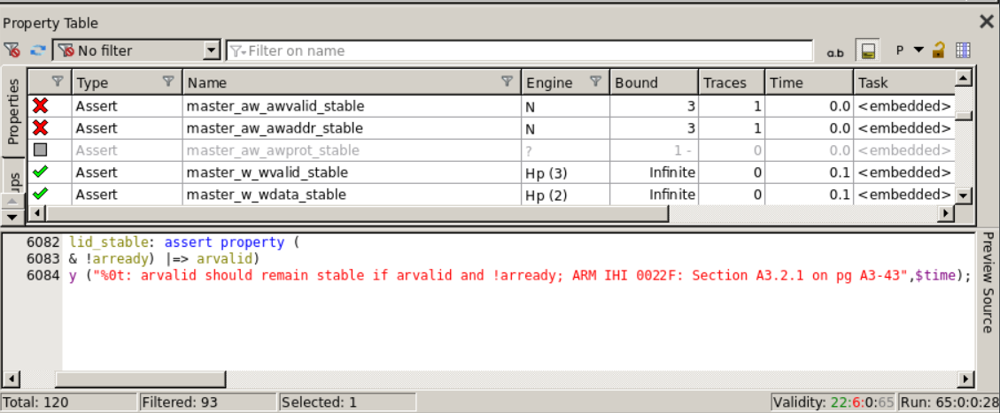 Property Table
No filter
Filter on name
a.b
P
Properties
ups
Type Name Engine Bound Traces Time Task
Assert master_aw_awvalid_stable N 3 1 0.0 <embedded>
Assert master_aw_awaddr_stable N 3 1 0.0 <embedded>
Assert master_aw_awprot_stable ? 1 - 0 0.0 <embedded>
Assert master_w_wvalid_stable Hp (3) Infinite 0 0.1 <embedded>
Assert master_w_wdata_stable Hp (2) Infinite 0 0.1 <embedded>
6082 lid_stable: assert property (
6083 & !arready) |=> arvalid)
6084 y ("%0t: arvalid should remain stable if arvalid and !arready; ARM IHI 0022F: Section A3.2.1 on pg A3-43",$time);
Preview Source
Total: 120 Filtered: 93 Selected: 1 Validity: 22:6:0:65 Run: 65:0:0:28